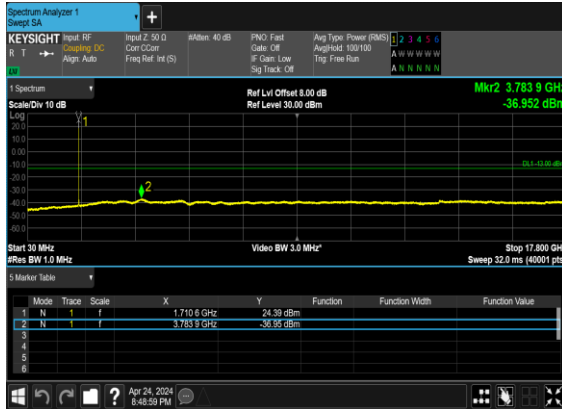 Spectrum Analyzer 1
Swept SA
+
KEYSIGHT Input: RF Input Z: 50 Ω #Atten: 40 dB PNO: Fast Avg Type: Power (RMS) 1 2 3 4 5 6
R T Coupling: DC Corr CCorr Gate: Off Avg|Hold: 100/100 A W W W W W
Align: Auto Freq Ref: Int (S) IF Gain: Low Trig: Free Run
Sig Track: Off A N N N N N
LU
1 Spectrum Ref Lvl Offset 8.00 dB Mkr2 3.783 9 GHz
Scale/Div 10 dB Ref Level 30.00 dBm -36.952 dBm
Log
1
20.0
10.0
0.00
-10.0
DL1 -13.00 dBm
-20.0
-30.0
2
-40.0
-50.0
-60.0
Start 30 MHz Video BW 3.0 MHz* Stop 17.800 GHz
#Res BW 1.0 MHz Sweep 32.0 ms (40001 pts)
5 Marker Table
Mode Trace Scale X Y Function Function Width Function Value
1 N 1 f 1.710 6 GHz 24.39 dBm
2 N 1 f 3.783 9 GHz -36.95 dBm
3
4
5
6
? Apr 24, 2024
8:48:59 PM